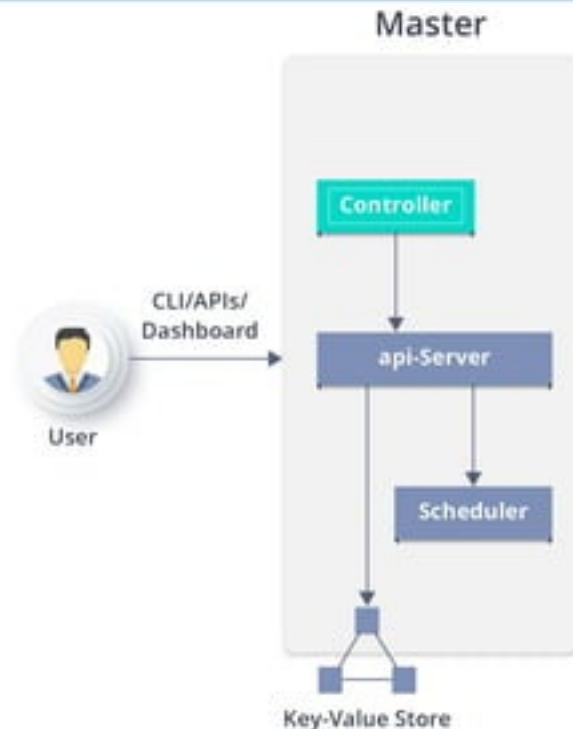 Master
Controller
CLI/APIs/
Dashboard
api-Server
User
Scheduler
Key-Value Store